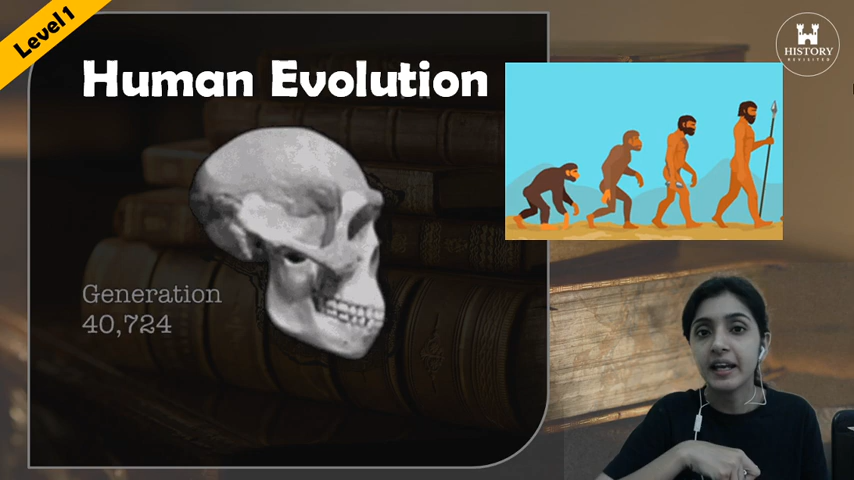 Level 1
Human Evolution
HISTORY
REVISITED
Generation
40,724